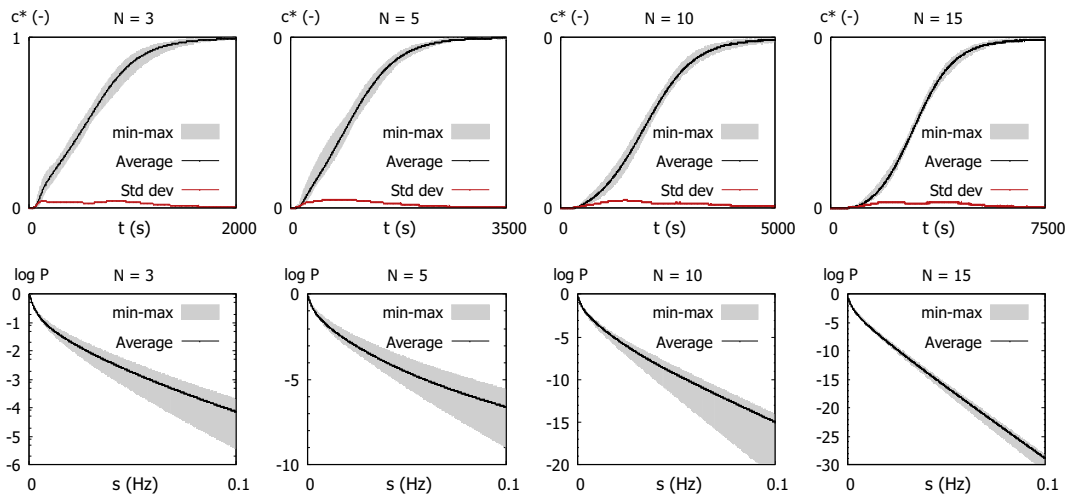 c* (-) N = 3
1
min-max
Average
Std dev
0
0 t (s) 2000
c* (-) N = 5
0
min-max
Average
Std dev
0
0 t (s) 3500
c* (-) N = 10
0
min-max
Average
Std dev
0
0 t (s) 5000
c* (-) N = 15
0
min-max
Average
Std dev
0
0 t (s) 7500
log P N = 3
0
min-max
-1
Average
-2
-3
-4
-5
-6
0 s (Hz) 0.1
log P N = 5
0
min-max
Average
-5
-10
0 s (Hz) 0.1
log P N = 10
0
min-max
Average
-5
-10
-15
-20
0 s (Hz) 0.1
log P N = 15
0
min-max
-5
Average
-10
-15
-20
-25
-30
0 s (Hz) 0.1